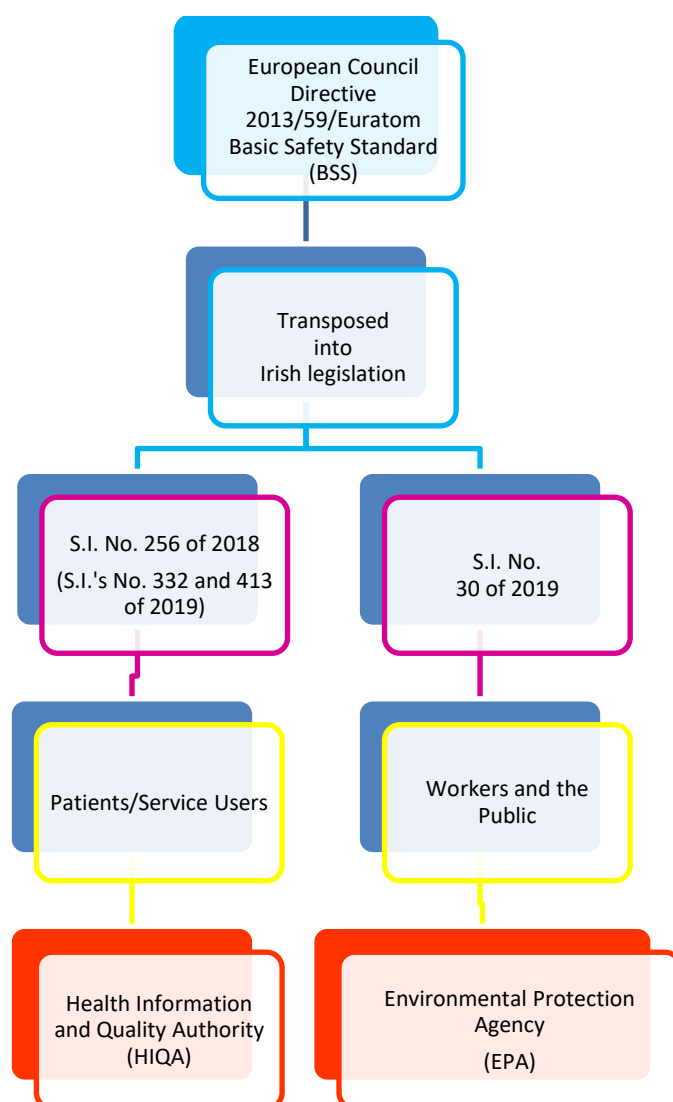 European Council
Directive
2013/59/Euratom
Basic Safety Standard
(BSS)
Transposed
into
Irish legislation
S.I. No. 256 of 2018
(S.I.'s No. 332 and 413
of 2019)
S.I. No.
30 of 2019
Patients/Service Users
Workers and the
Public
Health Information
and Quality Authority
(HIQA)
Environmental Protection
Agency
(EPA)